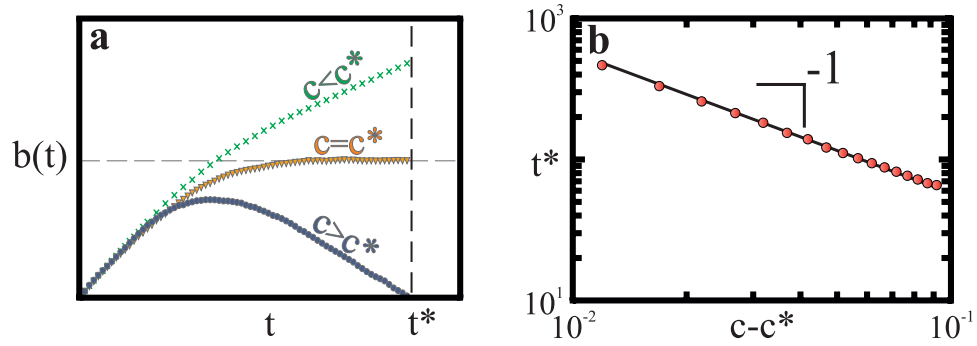 a
c<c*
c=c*
c>c*
b(t)
t
t*
b
10³
t*
10¹
-1
10⁻²
c-c*
10⁻¹